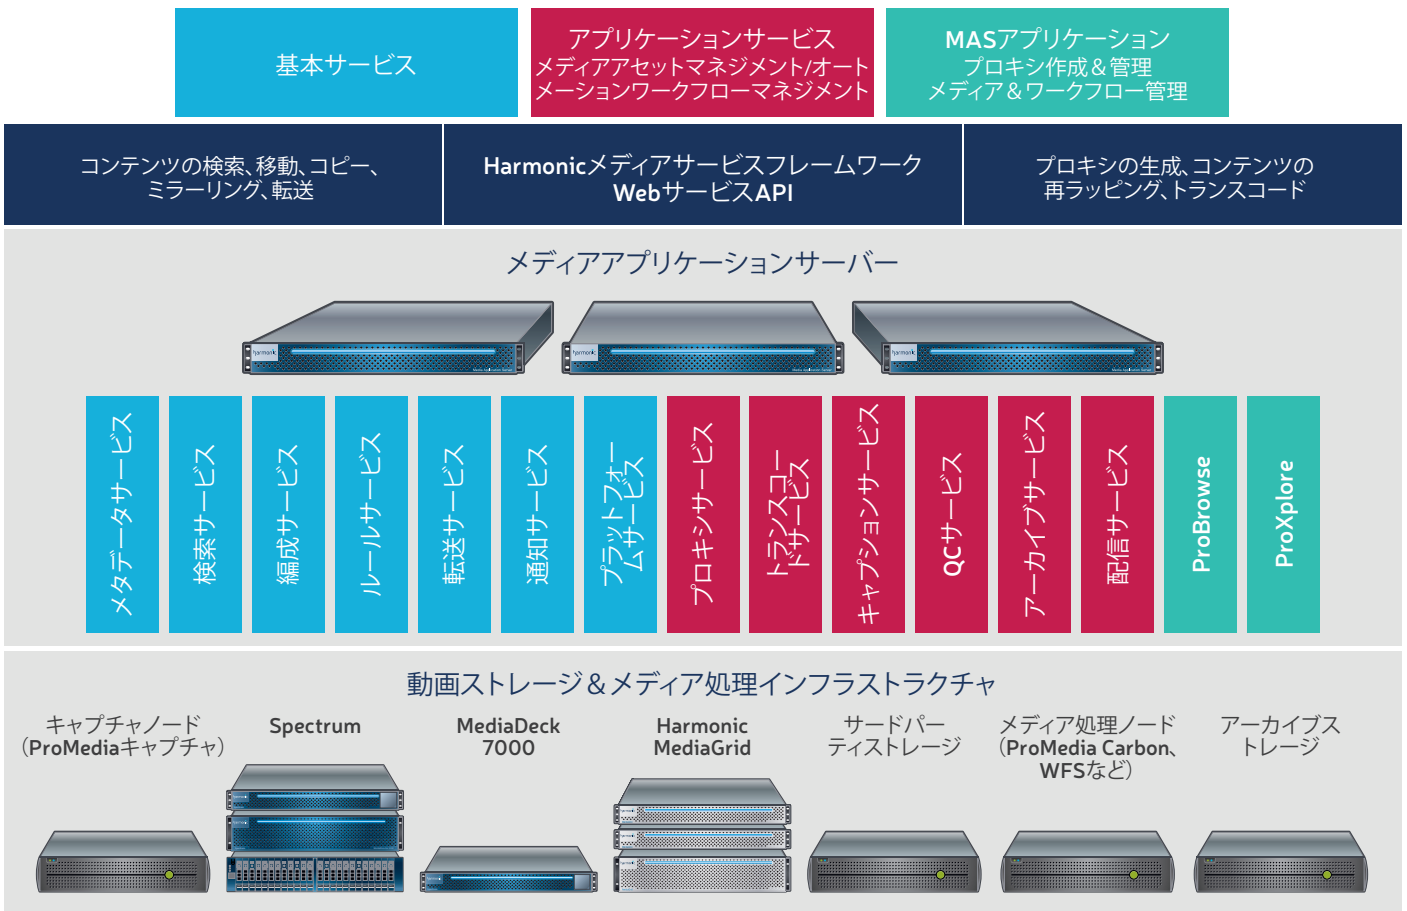 基本サービス
アプリケーションサービス
メディアアセットマネジメント/オート
メーションワークフローマネジメント
MASアプリケーション
プロキシ作成＆管理
メディア＆ワークフロー管理
コンテンツの検索、移動、コピー、
ミラーリング、転送
Harmonicメディアサービスフレームワーク
WebサービスAPI
プロキシの生成、コンテンツの
再ラッピング、トランスコード
メディアアプリケーションサーバー
harmonic
Media Application Server
harmonic
Media Application Server
harmonic
Media Application Server
メタデータサービス
検索サービス
編成サービス
ルールサービス
転送サービス
通知サービス
プラットフォー
ムサービス
プロキシサービス
トランスコー
ドサービス
キャプションサービス
QCサービス
アーカイブサービス
配信サービス
ProBrowse
ProXplore
動画ストレージ＆メディア処理インフラストラクチャ
キャプチャノード
（ProMediaキャプチャ）
Spectrum
MediaDeck
7000
Harmonic
MediaGrid
サードパー
ティストレージ
メディア処理ノード
（ProMedia Carbon、
WFSなど）
アーカイブス
トレージ